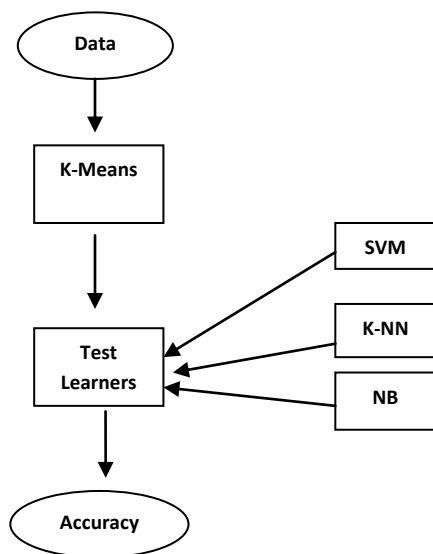 Data
K-Means
SVM
K-NN
Test
Learners
NB
Accuracy